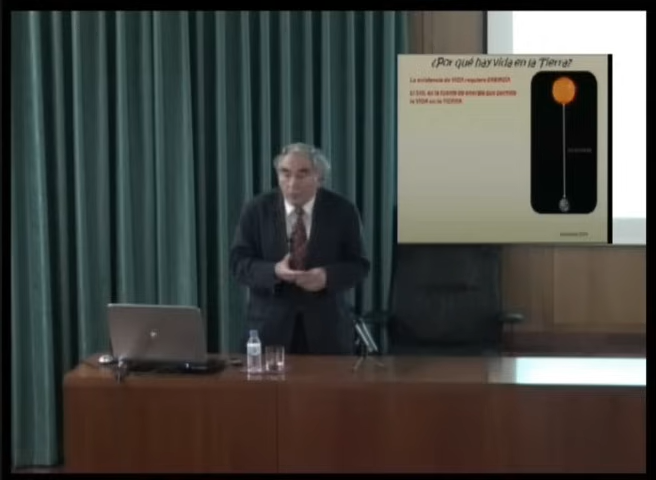 ¿Por qué hay vida en la Tierra?
La existencia de VIDA requiere ENERGÍA
El SOL es la fuente de energía que permite
la VIDA en la TIERRA